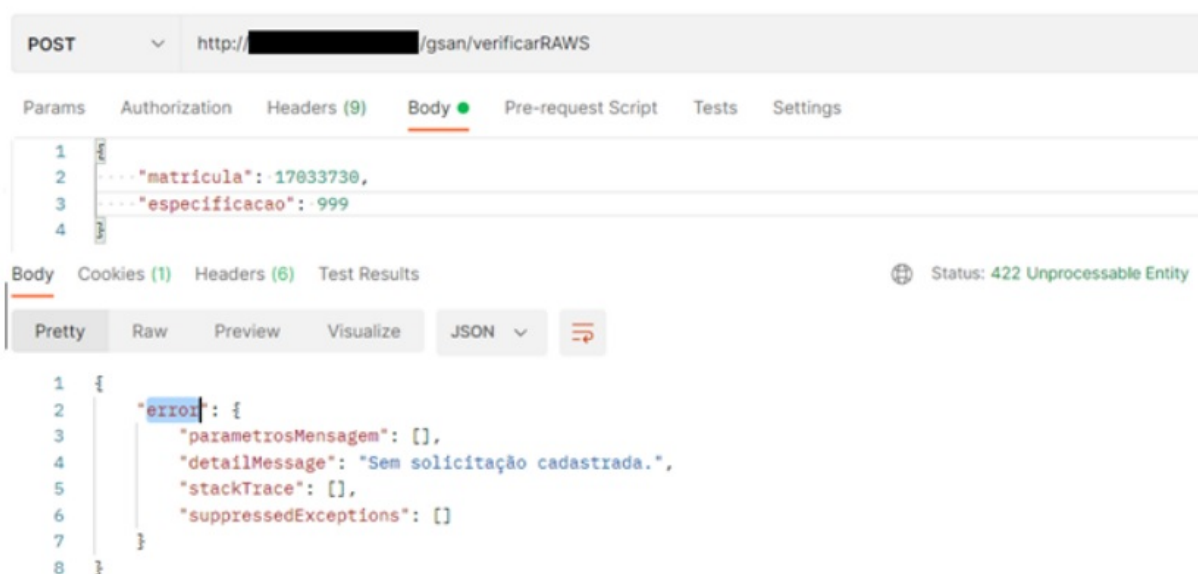 POST http:// /gsan/verificarRAWS
Params Authorization Headers (9) Body Pre-request Script Tests Settings
1 {
2 "matricula": 17033730,
3 "especificacao": 999
4 }
Body Cookies (1) Headers (6) Test Results Status: 422 Unprocessable Entity
Pretty Raw Preview Visualize JSON
1 {
2 "error": {
3 "parametrosMensagem": [],
4 "detailMessage": "Sem solicitação cadastrada.",
5 "stackTrace": [],
6 "suppressedExceptions": []
7 }
8 }